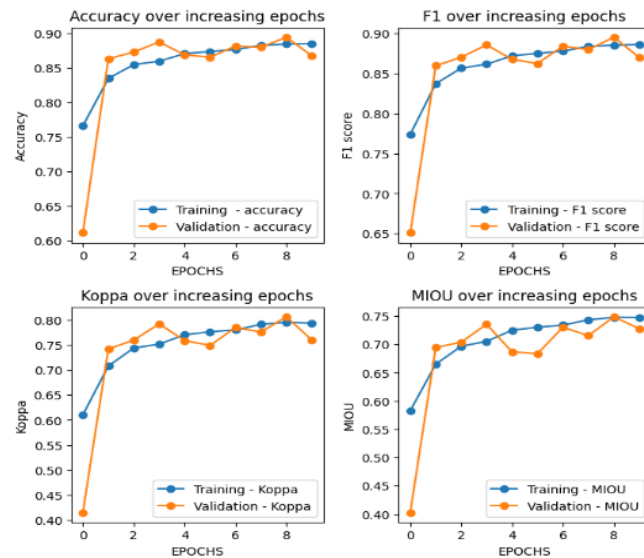 Accuracy over increasing epochs
0.90
0.85
0.80
0.75
0.70
0.65
0.60
Accuracy
Training - accuracy
Validation - accuracy
0 2 4 6 8
EPOCHS
F1 over increasing epochs
0.90
0.85
0.80
0.75
0.70
0.65
F1 score
Training - F1 score
Validation - F1 score
0 2 4 6 8
EPOCHS
Koppa over increasing epochs
0.80
0.75
0.70
0.65
0.60
0.55
0.50
0.45
0.40
Koppa
Training - Koppa
Validation - Koppa
0 2 4 6 8
EPOCHS
MIOU over increasing epochs
0.75
0.70
0.65
0.60
0.55
0.50
0.45
0.40
MIOU
Training - MIOU
Validation - MIOU
0 2 4 6 8
EPOCHS